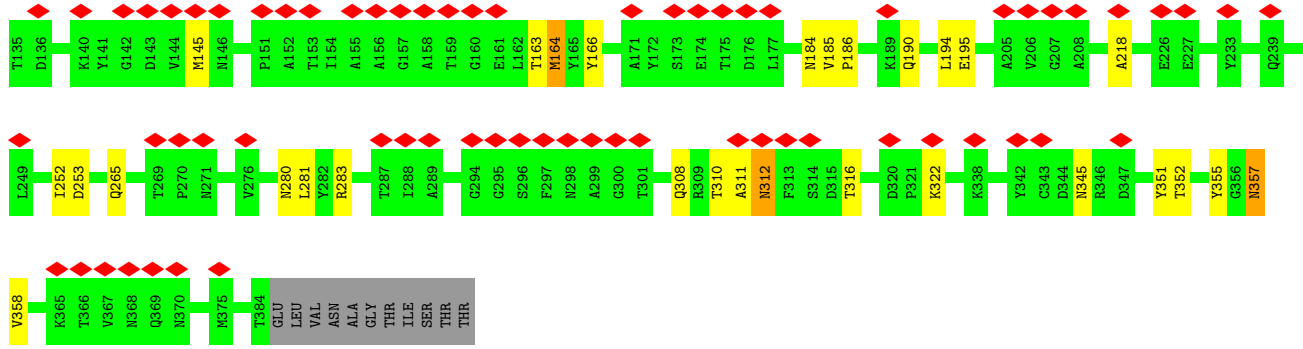 T135 D136 K140 Y141 G142 D143 V144 M145 N146 P151 A152 T153 I154 A155 A156 G157 A158 T159 G160 E161 L162 T163 M164 Y165 Y166 A171 Y172 S173 E174 T175 D176 L177 N184 V185 P186 K189 Q190 L194 E195 A205 V206 G207 A208 A218 E226 E227 Y233 Q239
L249 I252 D253 Q265 T269 P270 N271 V276 N280 L281 Y282 R283 T287 I288 A289 G294 G295 S296 F297 N298 A299 G300 T301 Q308 R309 T310 A311 N312 F313 S314 D315 T316 D320 P321 K322 K338 Y342 C343 D344 N345 R346 D347 Y351 T352 Y355 G356 N357
V358 K365 T366 V367 N368 Q369 N370 M375 T384 GLU LEU VAL ASN ALA GLY THR ILE SER THR THR